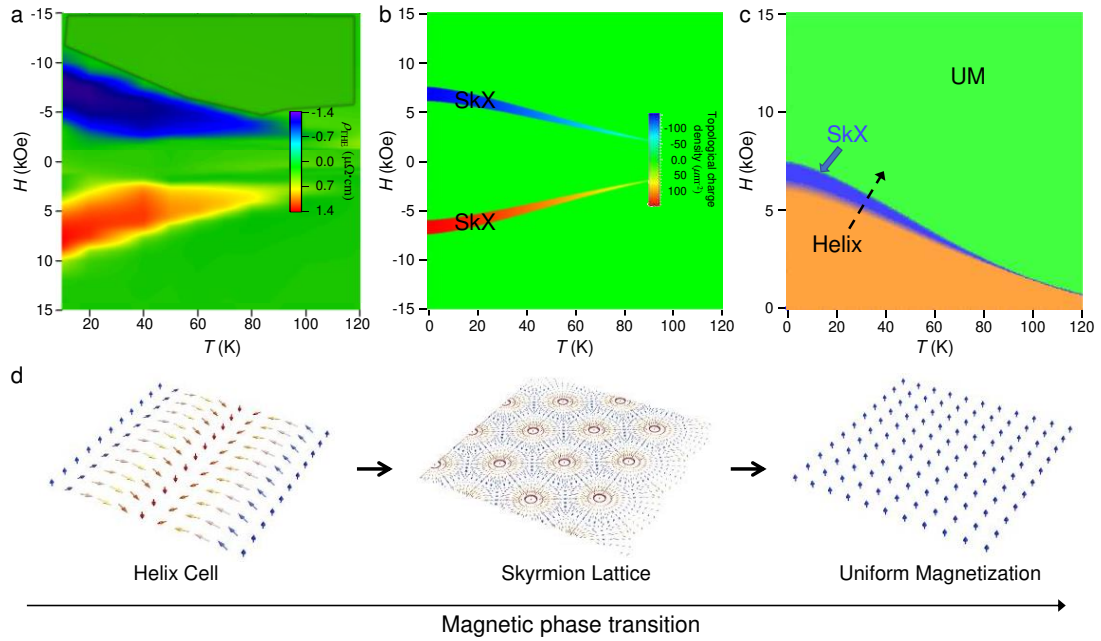 a
-15
-10
-5
0
5
10
15
H (kOe)
20 40 60 80 100 120
T (K)
-1.4
-0.7
0.0
0.7
1.4
ρTHE (μΩ·cm)
b
15
10
5
0
-5
-10
-15
H (kOe)
0 20 40 60 80 100 120
T (K)
SkX
SkX
-100
-50
0.0
50
100
Topological charge
density (μm⁻²)
c
15
10
5
0
H (kOe)
0 20 40 60 80 100 120
T (K)
UM
SkX
Helix
d
Helix Cell
Skyrmion Lattice
Uniform Magnetization
Magnetic phase transition